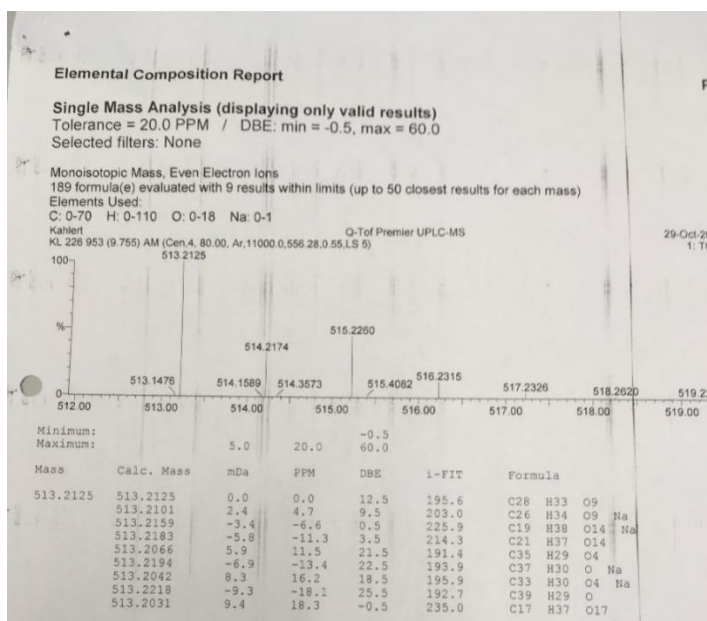 Elemental Composition Report
Single Mass Analysis (displaying only valid results)
Tolerance = 20.0 PPM / DBE: min = -0.5, max = 60.0
Selected filters: None
Monoisotopic Mass, Even Electron Ions
189 formula(e) evaluated with 9 results within limits (up to 50 closest results for each mass)
Elements Used:
C: 0-70 H: 0-110 O: 0-18 Na: 0-1
Kahlert Q-Tof Premier UPLC-MS 29-Oct-2
KL 226 953 (9.755) AM (Cen,4, 80.00, Ar,11000.0,556.28,0.55,LS 5) 1: T
100 513.2125
%
515.2260
514.2174
513.1476 514.1589 514.3573 515.4082 516.2315 517.2326 518.2620 519.2
0
512.00 513.00 514.00 515.00 516.00 517.00 518.00 519.00
Minimum: -0.5
Maximum: 5.0 20.0 60.0
Mass Calc. Mass mDa PPM DBE i-FIT Formula
513.2125 513.2125 0.0 0.0 12.5 195.6 C28 H33 O9
513.2101 2.4 4.7 9.5 203.0 C26 H34 O9 Na
513.2159 -3.4 -6.6 0.5 225.9 C19 H38 O14 Na
513.2183 -5.8 -11.3 3.5 214.3 C21 H37 O14
513.2066 5.9 11.5 21.5 191.4 C35 H29 O4
513.2194 -6.9 -13.4 22.5 193.9 C37 H30 O Na
513.2042 8.3 16.2 18.5 195.9 C33 H30 O4 Na
513.2218 -9.3 -18.1 25.5 192.7 C39 H29 O
513.2031 9.4 18.3 -0.5 235.0 C17 H37 O17